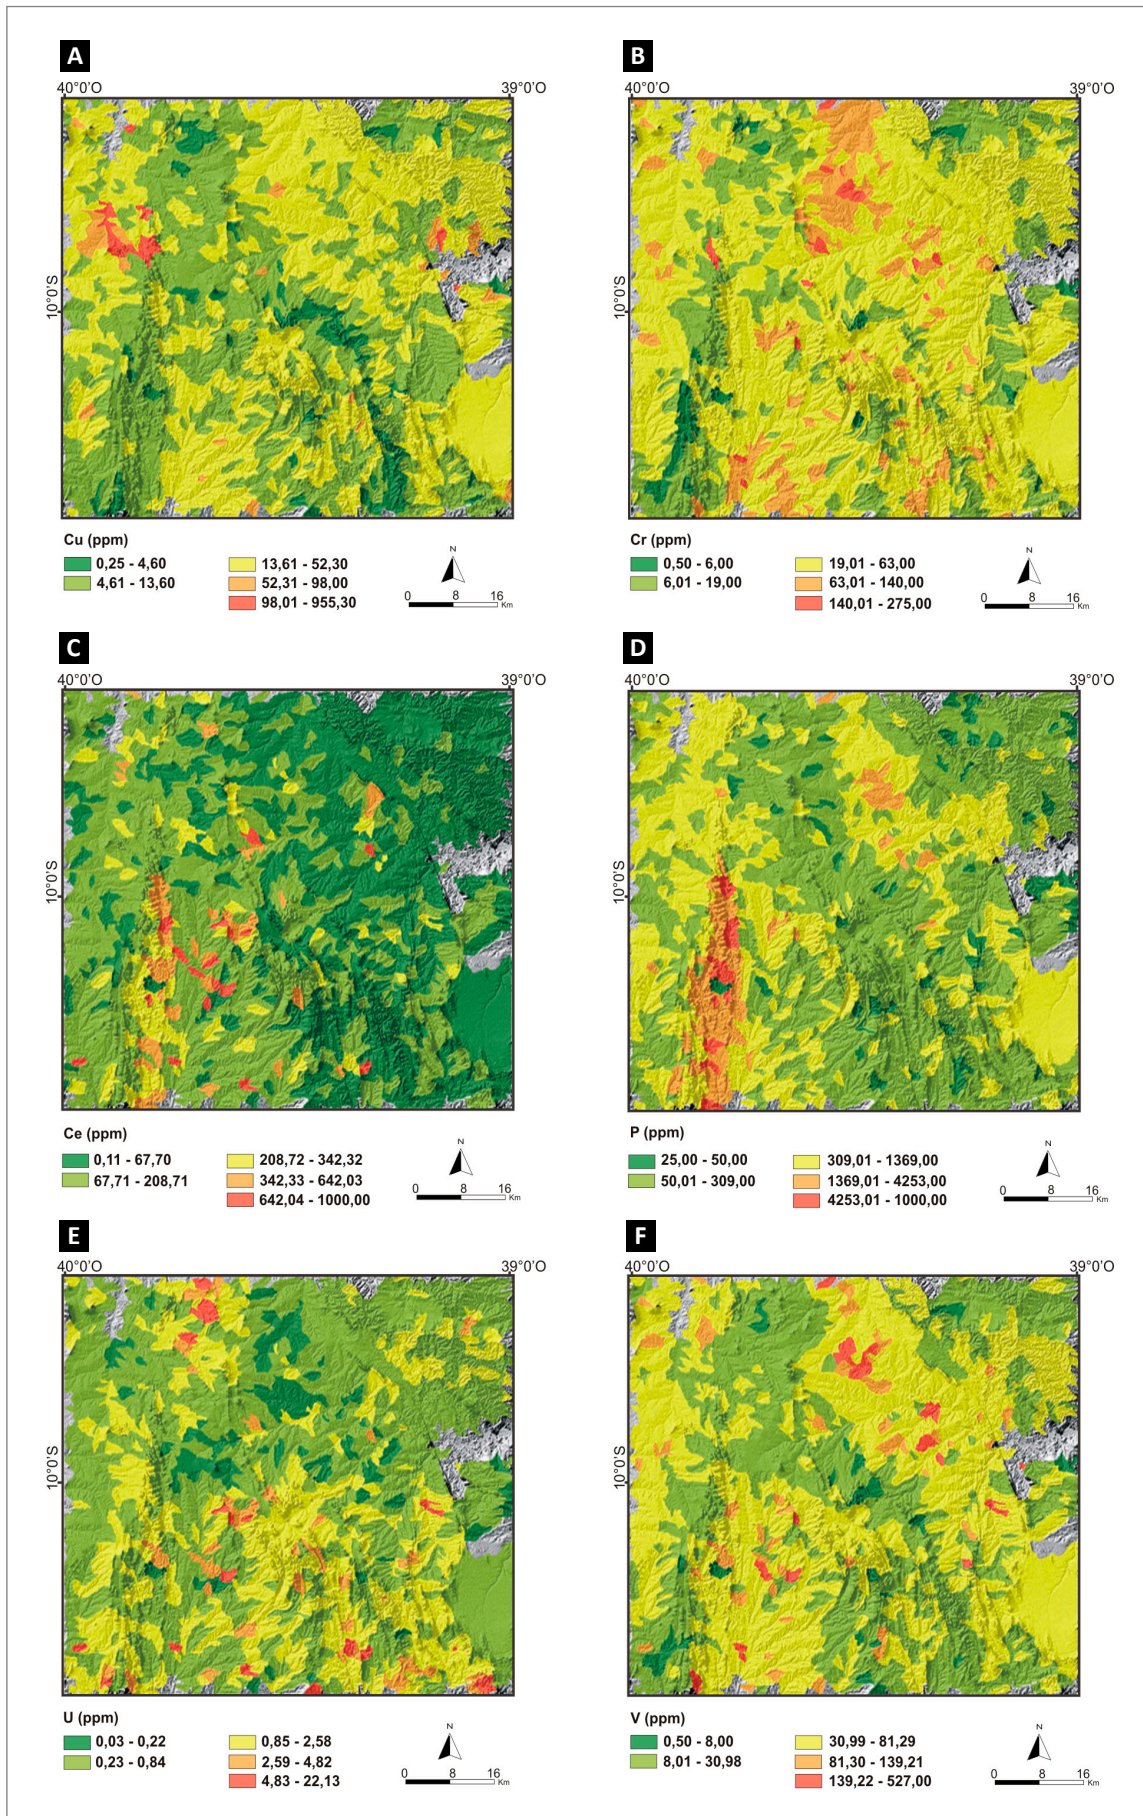 A
B
40°0'O
39°0'O
40°0'O
39°0'O
10°0'S
10°0'S
Cu (ppm)
0,25 - 4,60
4,61 - 13,60
13,61 - 52,30
52,31 - 98,00
98,01 - 955,30
N
0 8 16
Km
Cr (ppm)
0,50 - 6,00
6,01 - 19,00
19,01 - 63,00
63,01 - 140,00
140,01 - 275,00
N
0 8 16
Km
C
D
40°0'O
39°0'O
40°0'O
39°0'O
10°0'S
10°0'S
Ce (ppm)
0,11 - 67,70
67,71 - 208,71
208,72 - 342,32
342,33 - 642,03
642,04 - 1000,00
N
0 8 16
Km
P (ppm)
25,00 - 50,00
50,01 - 309,00
309,01 - 1369,00
1369,01 - 4253,00
4253,01 - 1000,00
N
0 8 16
Km
E
F
40°0'O
39°0'O
40°0'O
39°0'O
10°0'S
10°0'S
U (ppm)
0,03 - 0,22
0,23 - 0,84
0,85 - 2,58
2,59 - 4,82
4,83 - 22,13
N
0 8 16
Km
V (ppm)
0,50 - 8,00
8,01 - 30,98
30,99 - 81,29
81,30 - 139,21
139,22 - 527,00
N
0 8 16
Km